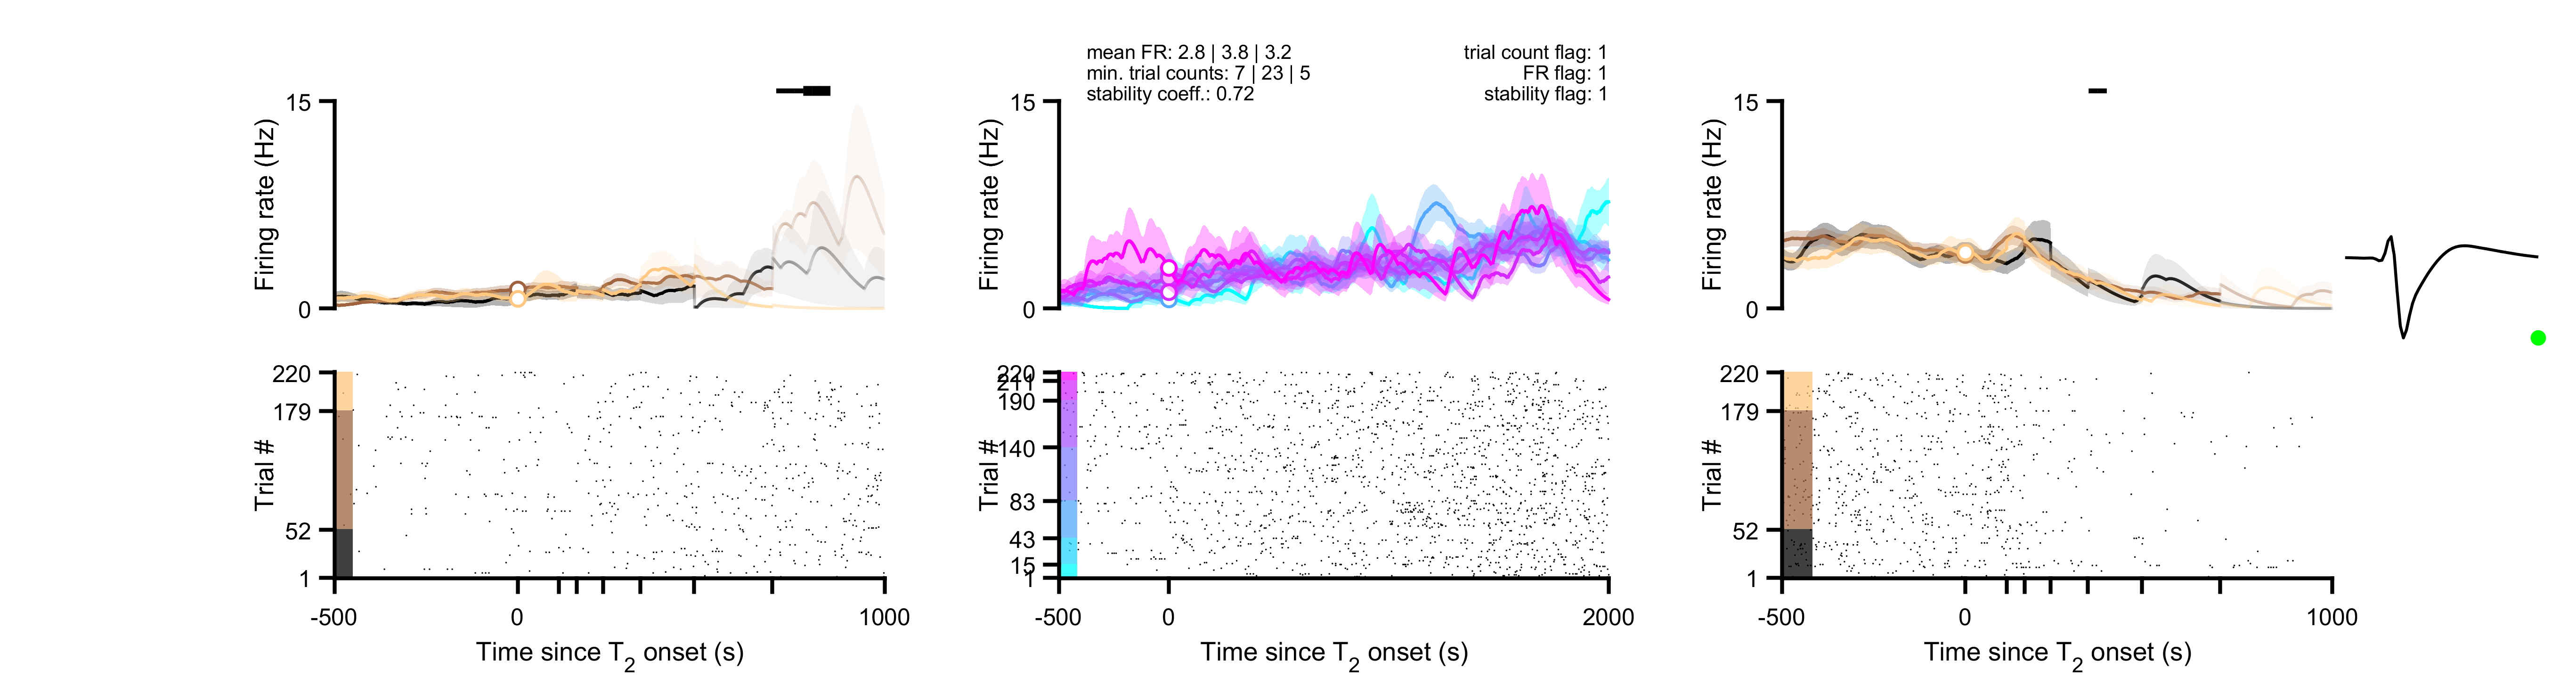 mean FR: 2.8 | 3.8 | 3.2
min. trial counts: 7 | 23 | 5
stability coeff.: 0.72
trial count flag: 1
FR flag: 1
stability flag: 1
15
0
Firing rate (Hz)
220
179
52
1
Trial #
-500
0
1000
Time since T2 onset (s)
15
0
Firing rate (Hz)
220
211
190
140
83
43
15
1
Trial #
-500
0
2000
Time since T2 onset (s)
15
0
Firing rate (Hz)
220
179
52
1
Trial #
-500
0
1000
Time since T2 onset (s)